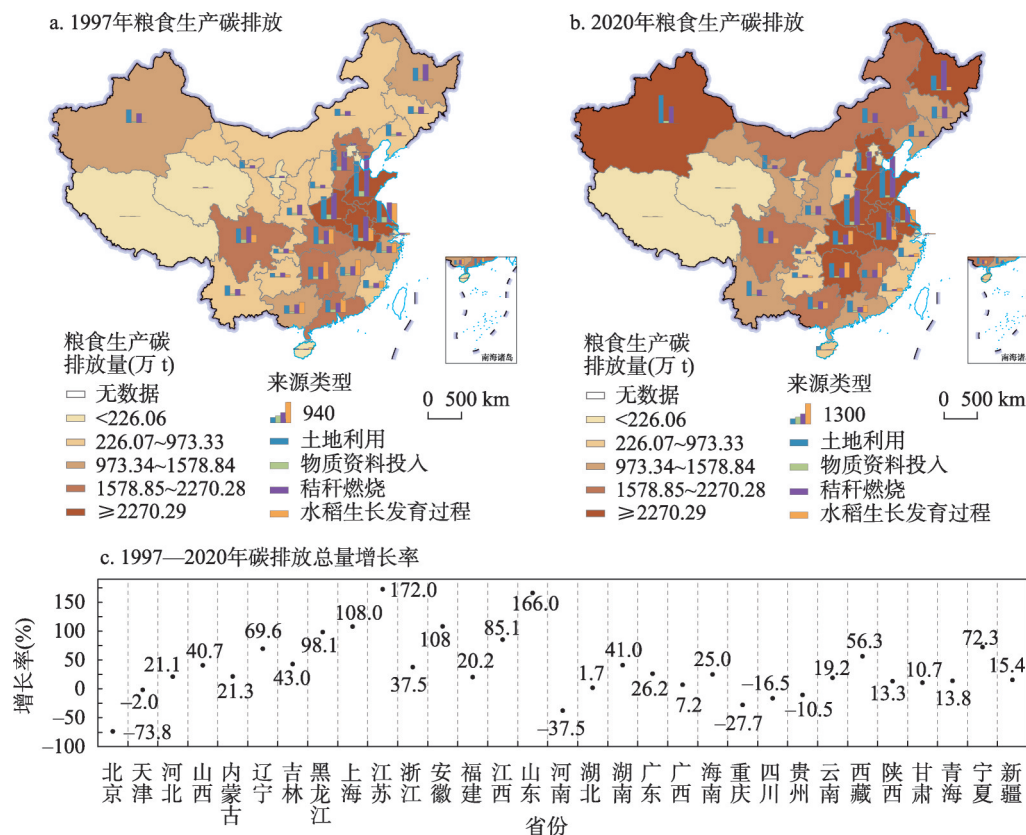 a. 1997年粮食生产碳排放
b. 2020年粮食生产碳排放
粮食生产碳
排放量(万 t)
无数据
<226.06
226.07~973.33
973.34~1578.84
1578.85~2270.28
≥2270.29
来源类型
940
土地利用
物质资料投入
秸秆燃烧
水稻生长发育过程
0 500 km
南海诸岛
粮食生产碳
排放量(万 t)
无数据
<226.06
226.07~973.33
973.34~1578.84
1578.85~2270.28
≥2270.29
来源类型
1300
土地利用
物质资料投入
秸秆燃烧
水稻生长发育过程
0 500 km
南海诸岛
c. 1997—2020年碳排放总量增长率
增长率(%)
150
100
50
0
−50
−100
−73.8
−2.0
21.1
40.7
21.3
69.6
43.0
98.1
108.0
172.0
37.5
108
20.2
85.1
166.0
−37.5
1.7
41.0
26.2
7.2
25.0
−27.7
−16.5
−10.5
19.2
56.3
13.3
10.7
13.8
72.3
15.4
北京
天津
河北
山西
内蒙古
辽宁
吉林
黑龙江
上海
江苏
浙江
安徽
福建
江西
山东
河南
湖北
湖南
广东
广西
海南
重庆
四川
贵州
云南
西藏
陕西
甘肃
青海
宁夏
新疆
省份